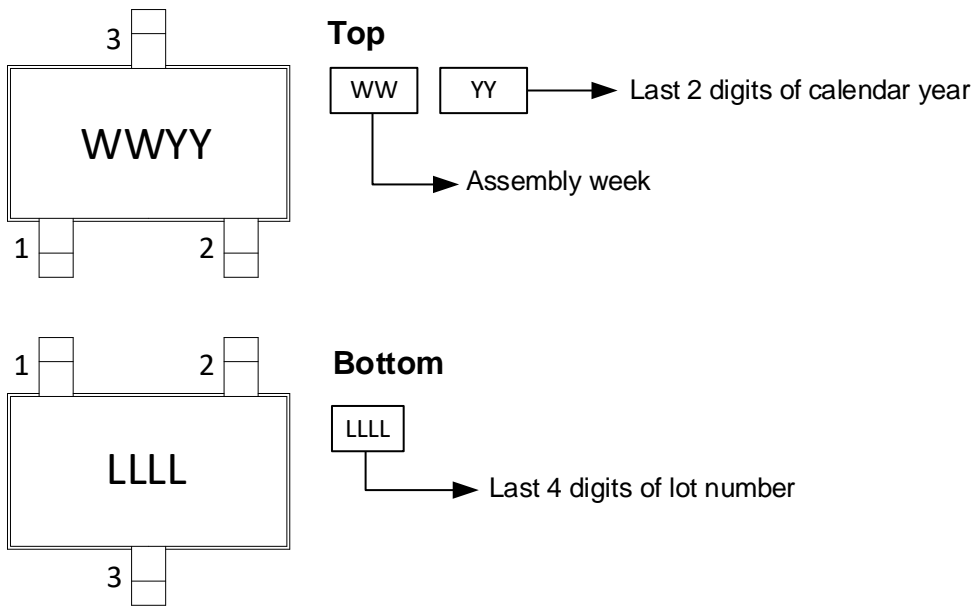 3
WWYY
1
2
Top
WW
YY
Last 2 digits of calendar year
Assembly week
1
2
LLLL
3
Bottom
LLLL
Last 4 digits of lot number